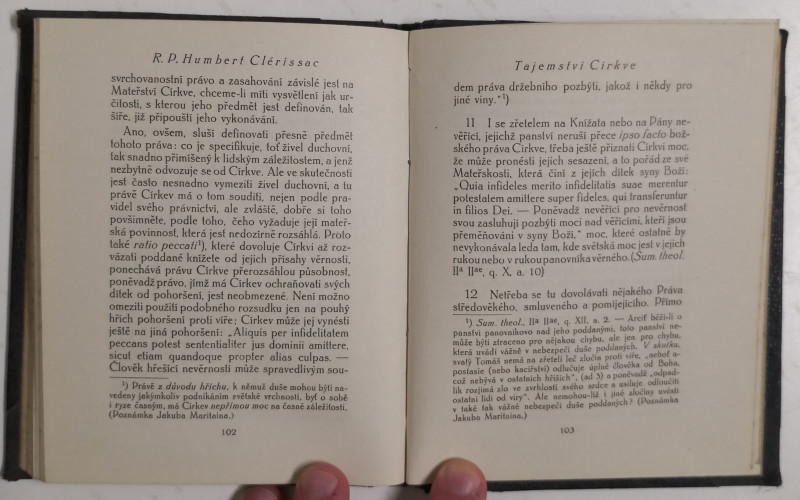 R. P. Humbert Clérissac
svrchovanostní právo a zasahování závislé jest na
Mateřství Církve, chceme-li míti vysvětlení jak ur-
čitosti, s kterou jeho předmět jest definován, tak
šíře, již připouští jeho vykonávání.
Ano, ovšem, sluší definovati přesně předmět
tohoto práva: co je specifikuje, toť živel duchovní,
tak snadno přimíšený k lidským záležitostem, a jenž
nezbytně odvozuje se od Církve. Ale ve skutečnosti
jest často nesnadno vymeziti živel duchovní, a tu
právě Církev má o tom souditi, nejen podle pra-
videl svého právnictví, ale zvláště, dobře si toho
povšimněte, podle toho, čeho vyžaduje její mateř-
ská povinnost, která jest nedozírně rozsáhlá. Proto
také ratio peccati¹), které dovoluje Církvi až roz-
vázati poddané knížete od jejich přísahy věrnosti,
ponechává právu Církve přerozsáhlou působnost,
poněvadž právo, jímž má Církev ochraňovati svých
dítek od pohoršení, jest neobmezené. Není možno
omeziti použití podobného rozsudku jen na pouhý
hřích pohoršení proti víře; Církev může jej vynésti
ještě na jiná pohoršení: „Aliquis per infidelitatem
peccans potest sententialiter jus dominii amittere,
sicut etiam quandoque propter alias culpas. —
Člověk hřešící nevěrností může spravedlivým sou-
¹) Právě z důvodu hříchu, k němuž duše mohou býti na-
vedeny jakýmkoliv podnikáním světské vrchnosti, byť o sobě
i ryze časným, má Církev nepřímou moc na časné záležitosti.
(Poznámka Jakuba Maritaina.)
102
Tajemství Církve
dem práva držebního pozbýti, jakož i někdy pro
jiné viny.“¹)
11 I se zřetelem na Knížata nebo na Pány ne-
věřící, jejichž panství neruší přece ipso facto bož-
ského práva Církve, třeba ještě přiznati Církvi moc,
že může pronésti jejich sesazení, a to pořád ze své
Mateřskosti, která činí z jejich dítek syny Boží:
„Quia infideles merito infidelitatis suae merentur
potestatem amittere super fideles, qui transferuntur
in filios Dei. — Poněvadž nevěřící pro nevěrnost
svou zasluhují pozbýti moci nad věřícími, kteří jsou
přeměňováni v syny Boží,“ moc, které ostatně by
nevykonávala leda tam, kde světská moc jest v jejich
rukou nebo v rukou panovníka věrného. (Sum. theol.
IIª IIªe, q. X. a. 10)
12 Netřeba se tu dovolávati nějakého Práva
středověkého, smluveného a pomíjejícího. Přímo
¹) Sum. theol., IIª IIªe, q. XII, a. 2. — Arciť běží-li o
panství panovníkovo nad jeho poddanými, toto panství ne-
může býti ztraceno pro nějakou chybu, ale jen pro chybu,
která uvádí vážně v nebezpečí duše poddaných. V skutku,
svatý Tomáš nemá na zřeteli leč zločin proti víře, „neboť a-
postasie (nebo kacířství) odlučuje úplně člověka od Boha,
což nebývá v ostatních hříších“, (ad 3) a poněvadž „odpad-
lík rozjímá zlo ve zvrhlosti svého srdce a usiluje odloučiti
ostatní lidi od víry“. Ale nemohou-li i jiné zločiny uvésti
v také tak vážné nebezpečí duše poddaných? (Poznámka
Jakuba Maritaina.)
103